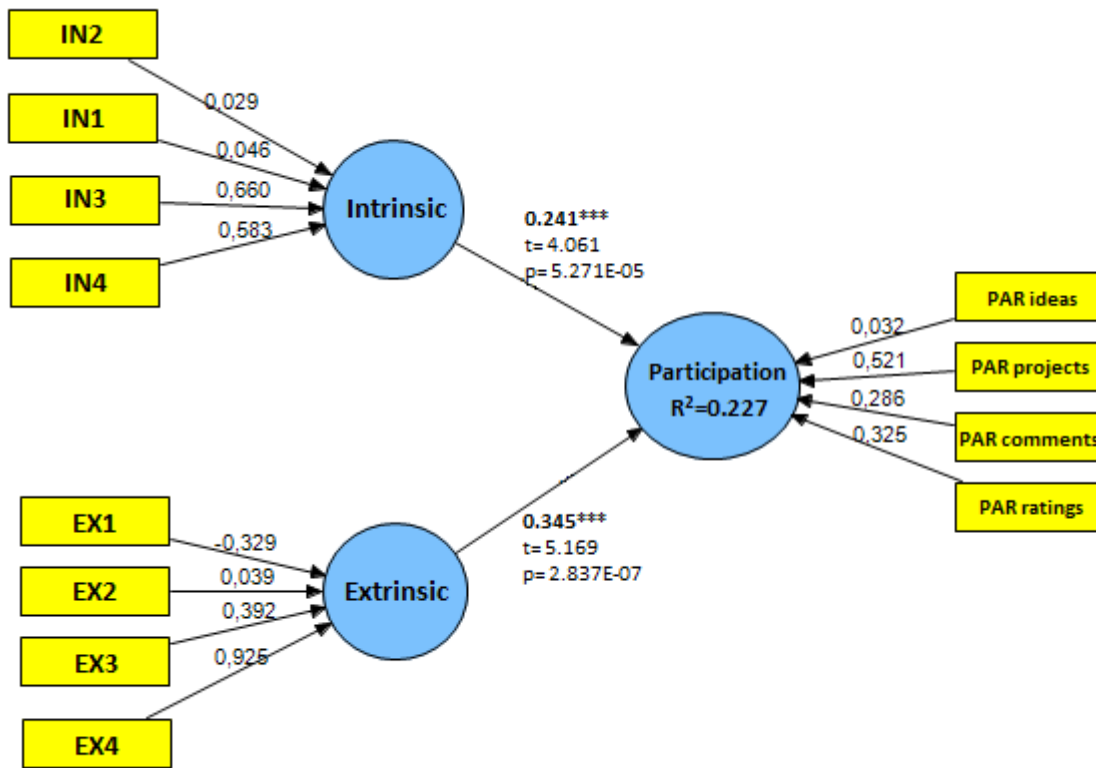 IN2
0,029
IN1
0,046
IN3
0,660
IN4
0,583
Intrinsic
0.241***
t= 4.061
p= 5.271E-05
EX1
-0,329
EX2
0,039
EX3
0,392
EX4
0,925
Extrinsic
0.345***
t= 5.169
p= 2.837E-07
Participation
R²=0.227
PAR ideas
0,032
PAR projects
0,521
PAR comments
0,286
PAR ratings
0,325